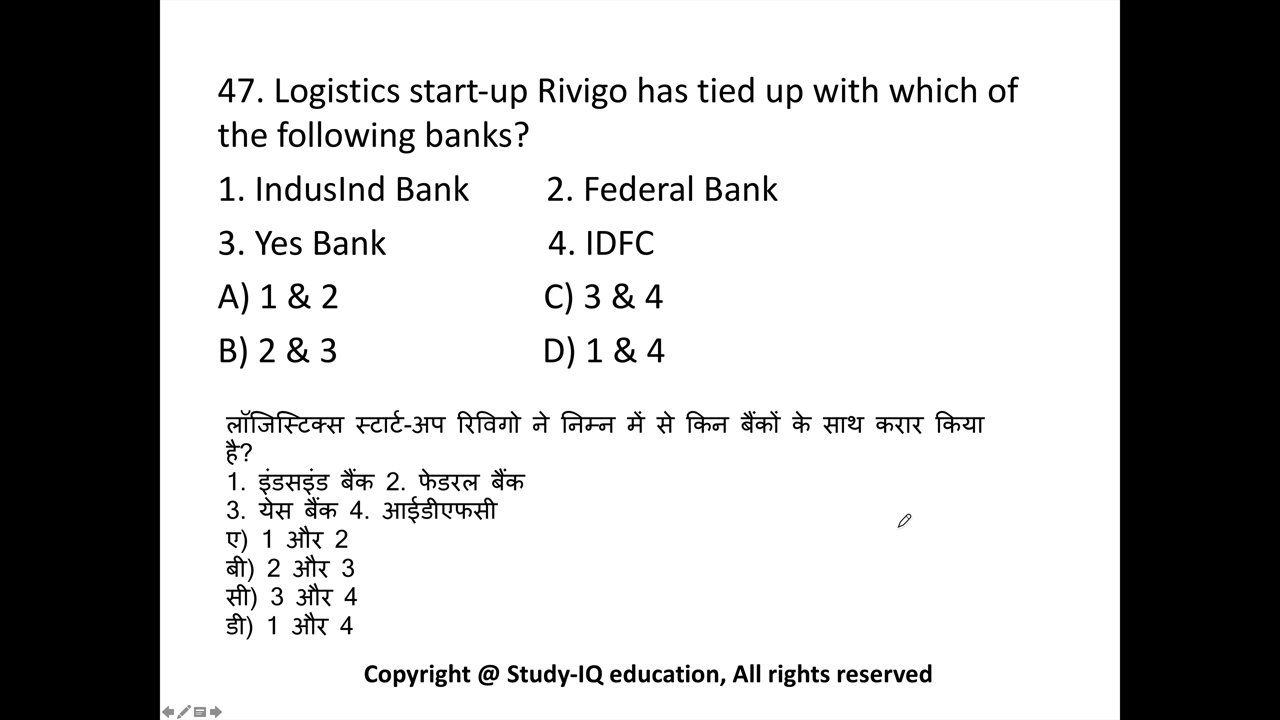 47. Logistics start-up Rivigo has tied up with which of
the following banks?
1. IndusInd Bank 2. Federal Bank
3. Yes Bank 4. IDFC
A) 1 & 2 C) 3 & 4
B) 2 & 3 D) 1 & 4
लॉजिस्टिक्स स्टार्ट-अप रिविगो ने निम्न में से किन बैंकों के साथ करार किया
है?
1. इंडसइंड बैंक 2. फेडरल बैंक
3. येस बैंक 4. आईडीएफसी
ए) 1 और 2
बी) 2 और 3
सी) 3 और 4
डी) 1 और 4
Copyright @ Study-IQ education, All rights reserved